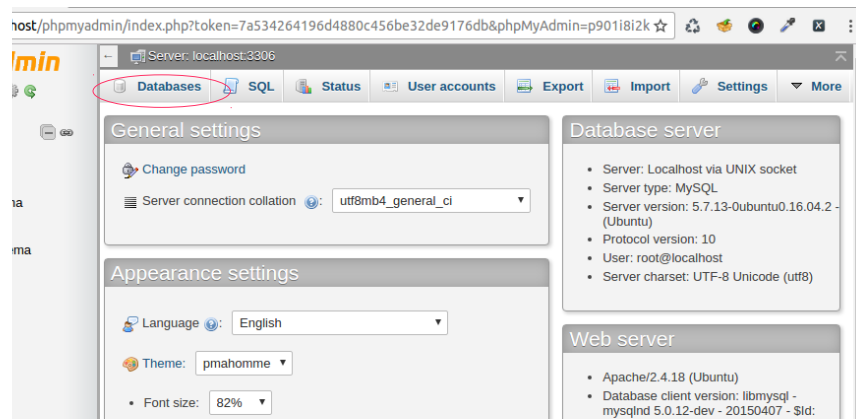 host/phpmyadmin/index.php?token=7a534264196d4880c456be32de9176db&phpMyAdmin=p901i8i2k
dmin
Server: localhost:3306
Databases SQL Status User accounts Export Import Settings More
General settings
Change password
Server connection collation : utf8mb4_general_ci
na
ema
Appearance settings
Language : English
Theme: pmahomme
Font size: 82%
Database server
Server: Localhost via UNIX socket
Server type: MySQL
Server version: 5.7.13-0ubuntu0.16.04.2 -
(Ubuntu)
Protocol version: 10
User: root@localhost
Server charset: UTF-8 Unicode (utf8)
Web server
Apache/2.4.18 (Ubuntu)
Database client version: libmysql -
mysqlnd 5.0.12-dev - 20150407 - $Id: